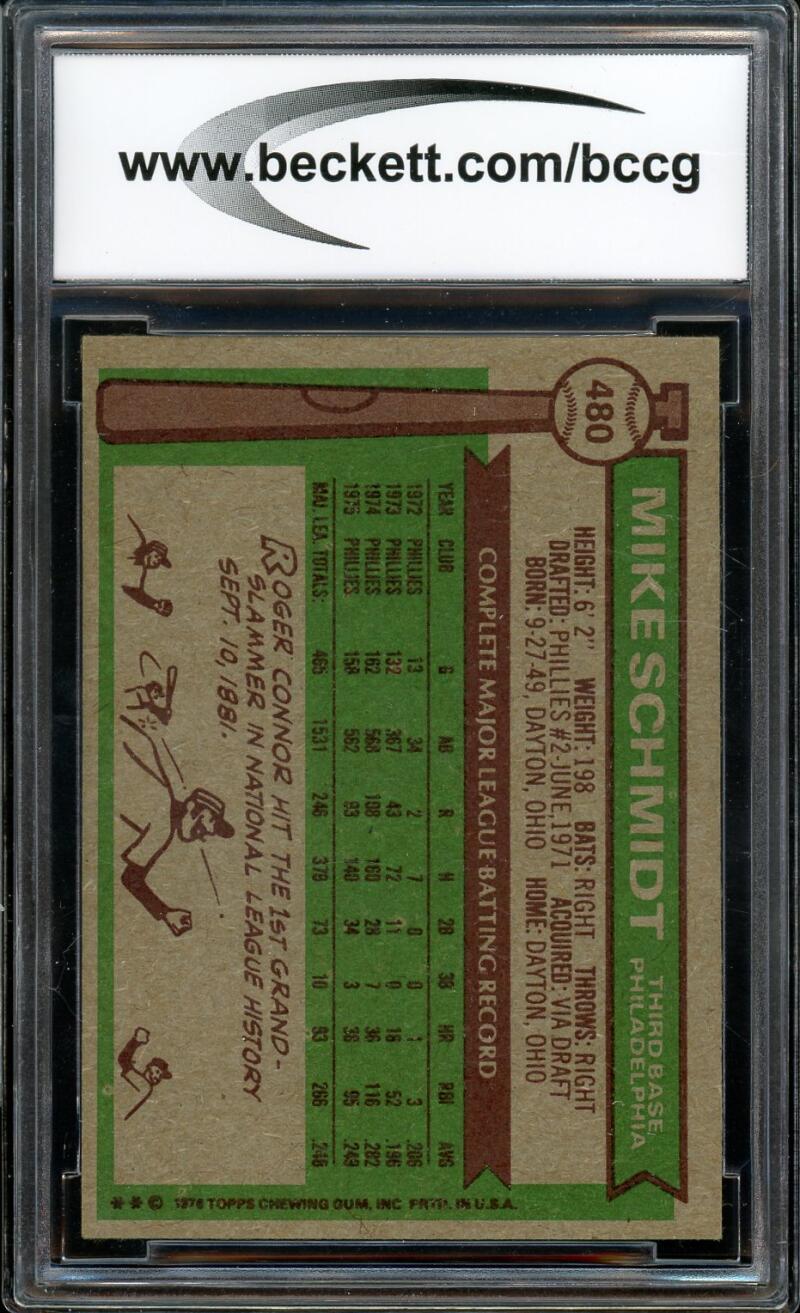 www.beckett.com/bccg
480
MIKE SCHMIDT
THIRD BASE
PHILADELPHIA
HEIGHT: 6' 2" WEIGHT: 198 BATS: RIGHT THROWS: RIGHT
DRAFTED: PHILLIES #2-JUNE, 1971 ACQUIRED: VIA DRAFT
BORN: 9-27-49, DAYTON, OHIO HOME: DAYTON, OHIO
COMPLETE MAJOR LEAGUE BATTING RECORD
YEAR CLUB G AB R H 2B 3B HR RBI AVG
1972 PHILLIES 13 34 2 7 0 0 1 3 .206
1973 PHILLIES 132 367 43 72 11 0 18 52 .196
1974 PHILLIES 162 568 108 160 28 7 36 116 .282
1975 PHILLIES 158 562 93 140 34 3 38 95 .249
MAJ. LEA. TOTALS: 465 1531 246 379 73 10 93 266 .248
ROGER CONNOR HIT THE 1ST GRAND-
SLAMMER IN NATIONAL LEAGUE HISTORY
SEPT. 10, 1881.
** © 1976 TOPPS CHEWING GUM, INC PRTD. IN U.S.A.